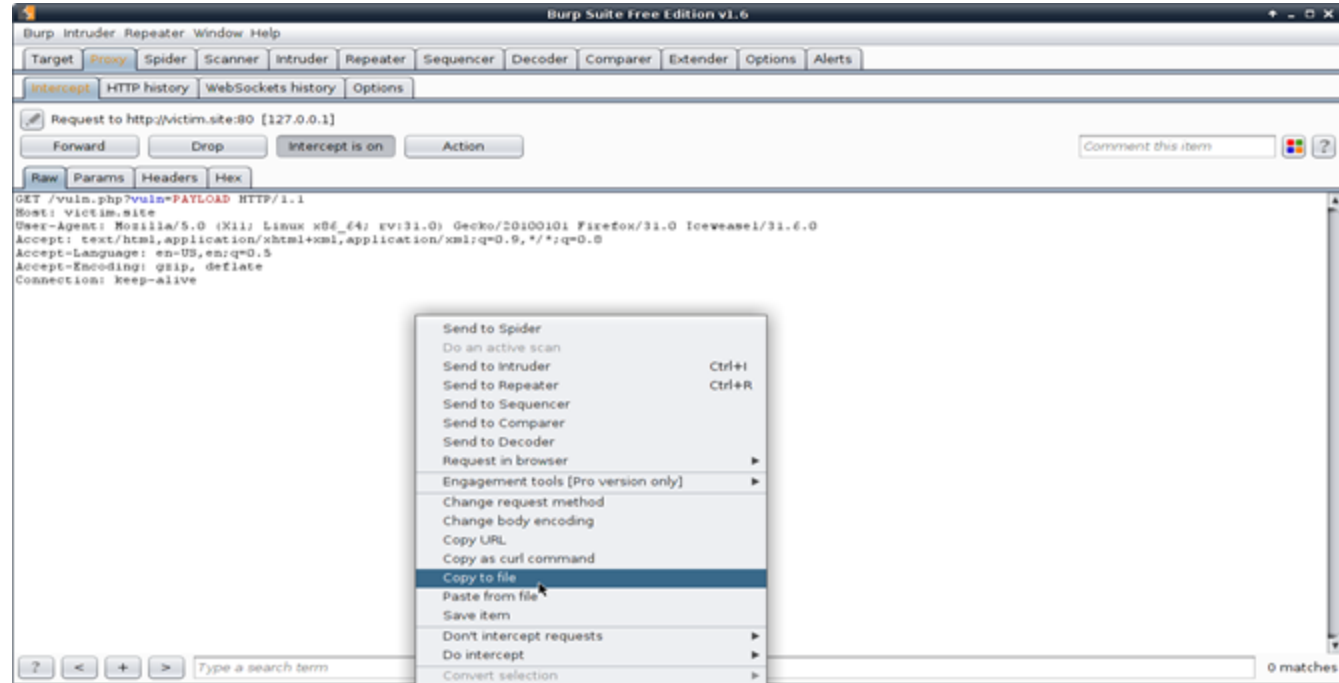 Burp Suite Free Edition v1.6
Burp Intruder Repeater Window Help
Target Proxy Spider Scanner Intruder Repeater Sequencer Decoder Comparer Extender Options Alerts
Intercept HTTP history WebSockets history Options
Request to http://victim.site:80 [127.0.0.1]
Forward Drop Intercept is on Action Comment this item ?
Raw Params Headers Hex
GET /vuln.php?vuln=PAYLOAD HTTP/1.1
Host: victim.site
User-Agent: Mozilla/5.0 (X11; Linux x86_64; rv:31.0) Gecko/20100101 Firefox/31.0 Iceweasel/31.6.0
Accept: text/html,application/xhtml+xml,application/xml;q=0.9,*/*;q=0.8
Accept-Language: en-US,en;q=0.5
Accept-Encoding: gzip, deflate
Connection: keep-alive
Send to Spider
Do an active scan
Send to Intruder Ctrl+I
Send to Repeater Ctrl+R
Send to Sequencer
Send to Comparer
Send to Decoder
Request in browser
Engagement tools [Pro version only]
Change request method
Change body encoding
Copy URL
Copy as curl command
Copy to file
Paste from file
Save item
Don't intercept requests
Do intercept
Convert selection
? < + > Type a search term 0 matches